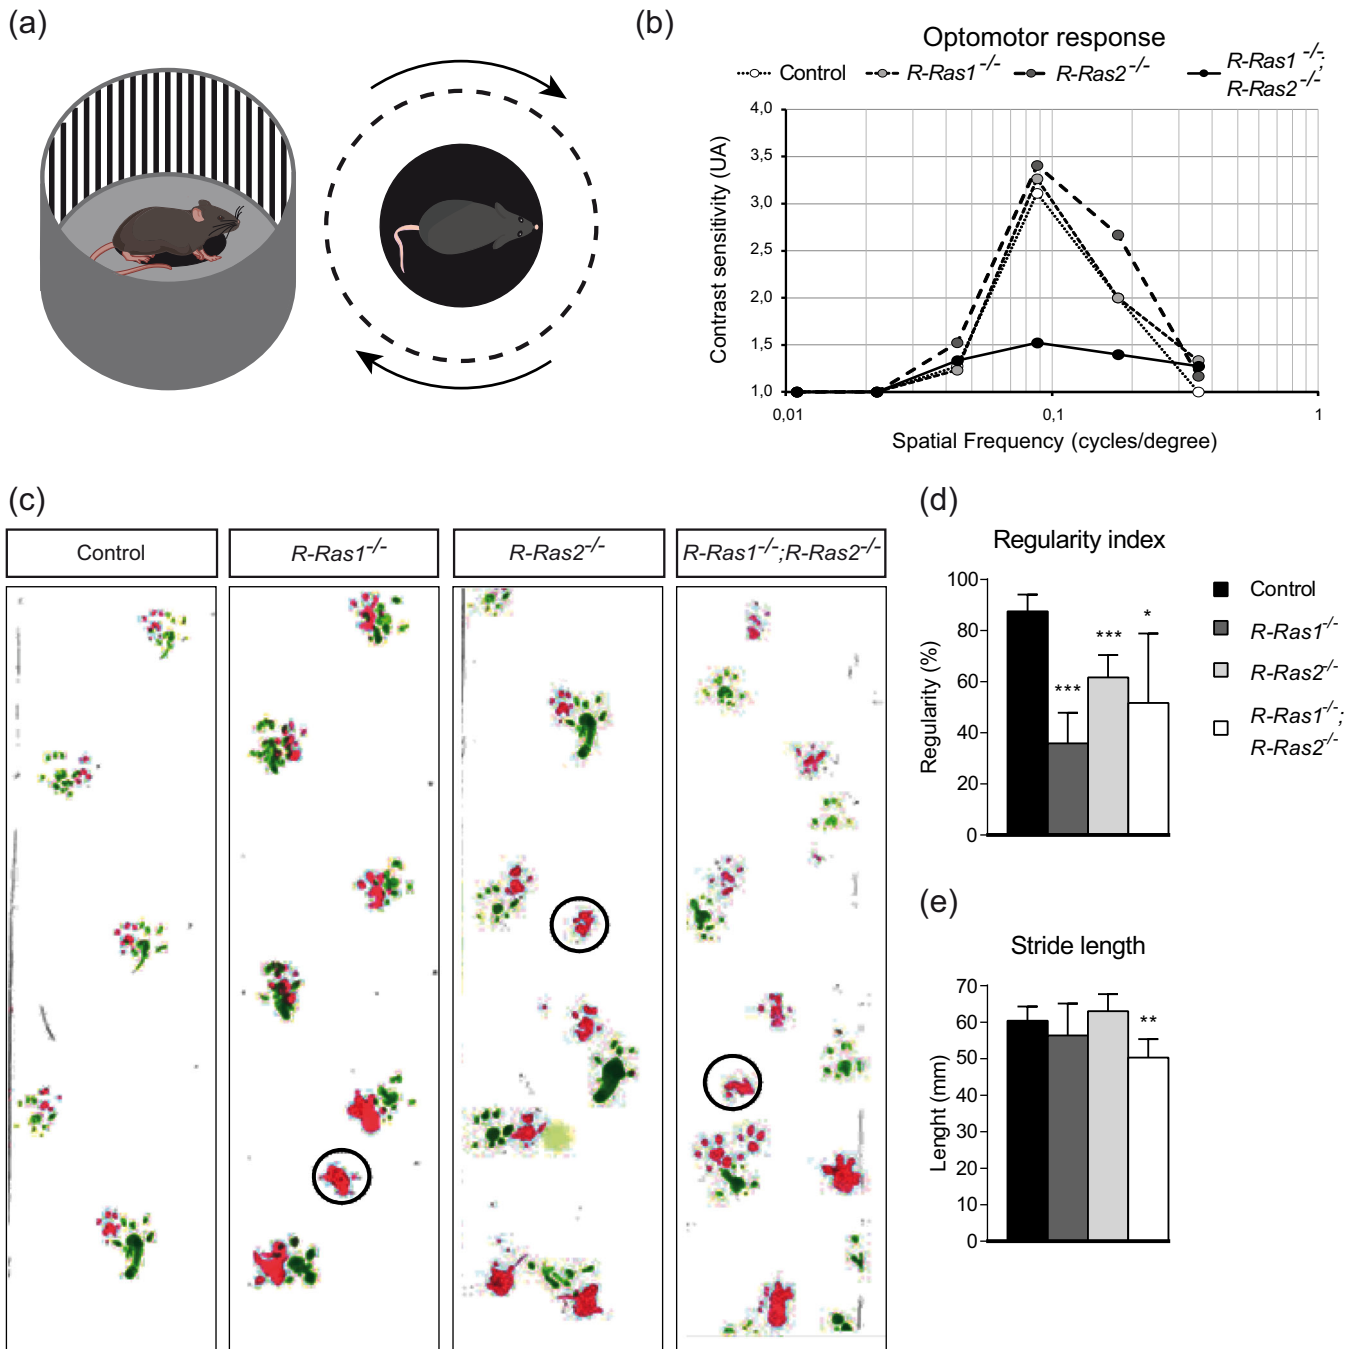 (a)
(b)
Optomotor response
Control
R-Ras1 -/-
R-Ras2 -/-
R-Ras1 -/-;
R-Ras2 -/-
Contrast sensitivity (UA)
4,0
3,5
3,0
2,5
2,0
1,5
1,0
0,01
0,1
1
Spatial Frequency (cycles/degree)
(c)
Control
R-Ras1 -/-
R-Ras2 -/-
R-Ras1 -/-;R-Ras2 -/-
(d)
Regularity index
Regularity (%)
100
80
60
40
20
0
***
***
*
Control
R-Ras1 -/-
R-Ras2 -/-
R-Ras1 -/-;
R-Ras2 -/-
(e)
Stride length
Lenght (mm)
70
60
50
40
30
20
10
0
**